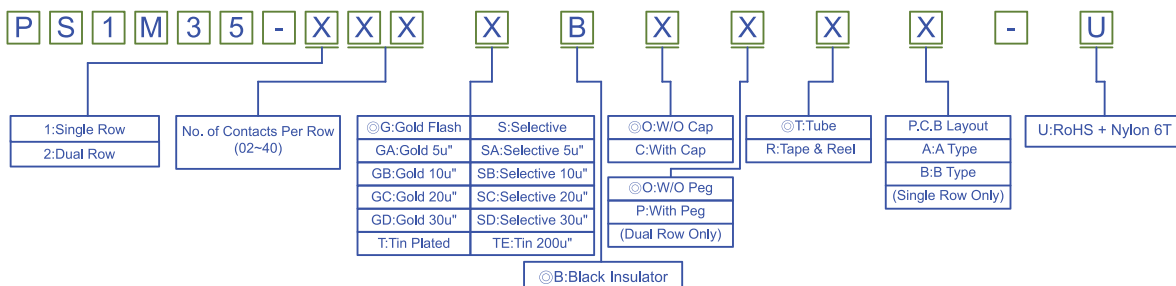 P S 1 M 3 5 - X X X X B X X X X - U
1:Single Row
2:Dual Row
No. of Contacts Per Row
(02~40)
◎G:Gold Flash S:Selective
GA:Gold 5u" SA:Selective 5u"
GB:Gold 10u" SB:Selective 10u"
GC:Gold 20u" SC:Selective 20u"
GD:Gold 30u" SD:Selective 30u"
T:Tin Plated TE:Tin 200u"
◎B:Black Insulator
◎O:W/O Cap
C:With Cap
◎O:W/O Peg
P:With Peg
(Dual Row Only)
◎T:Tube
R:Tape & Reel
P.C.B Layout
A:A Type
B:B Type
(Single Row Only)
U:RoHS + Nylon 6T